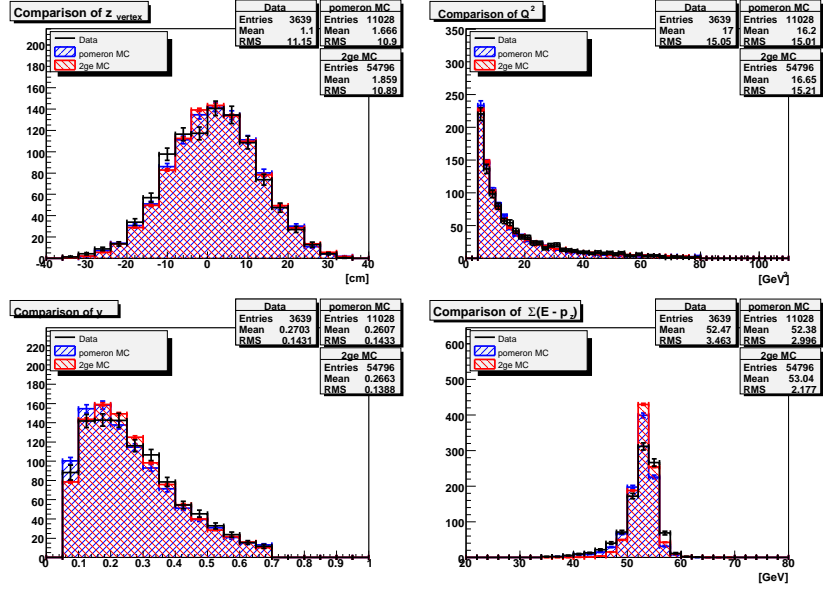 Comparison of z vertex
Data
Entries 3639
Mean 1.1
RMS 11.15
pomeron MC
Entries 11028
Mean 1.666
RMS 10.9
2ge MC
Entries 54796
Mean 1.859
RMS 10.89
Data
pomeron MC
2ge MC
200
180
160
140
120
100
80
60
40
20
0
-40 -30 -20 -10 0 10 20 30 40
[cm]
Comparison of Q²
Data
Entries 3639
Mean 17
RMS 15.05
pomeron MC
Entries 11028
Mean 16.2
RMS 15.01
2ge MC
Entries 54796
Mean 16.65
RMS 15.21
Data
pomeron MC
2ge MC
350
300
250
200
150
100
50
0
0 20 40 60 80 100
[GeV²]
Comparison of y
Data
Entries 3639
Mean 0.2703
RMS 0.1431
pomeron MC
Entries 11028
Mean 0.2607
RMS 0.1433
2ge MC
Entries 54796
Mean 0.2663
RMS 0.1388
Data
pomeron MC
2ge MC
220
200
180
160
140
120
100
80
60
40
20
0
0 0.1 0.2 0.3 0.4 0.5 0.6 0.7 0.8 0.9 1
[GeV]
Comparison of Σ(E - p z)
Data
Entries 3639
Mean 52.47
RMS 3.463
pomeron MC
Entries 11028
Mean 52.38
RMS 2.996
2ge MC
Entries 54796
Mean 53.04
RMS 2.177
Data
pomeron MC
2ge MC
600
500
400
300
200
100
0
20 30 40 50 60 70 80
[GeV]